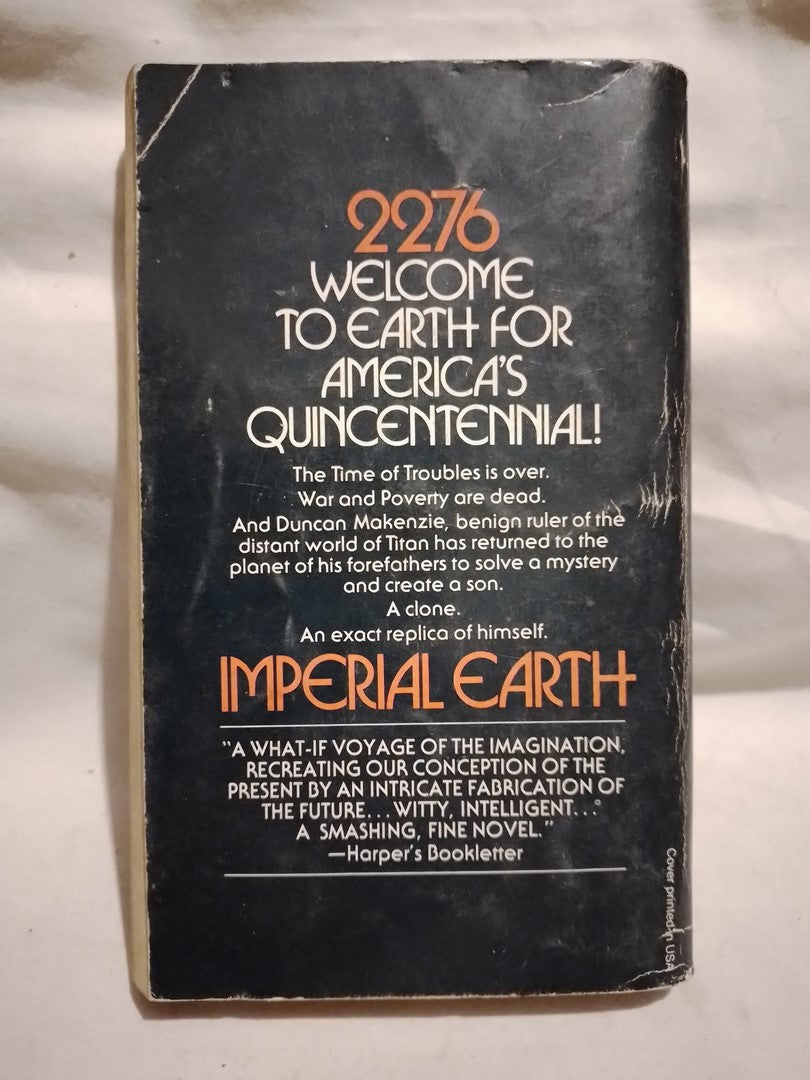 2276
WELCOME
TO EARTH FOR
AMERICA'S
QUINCENTENNIAL!
The Time of Troubles is over.
War and Poverty are dead.
And Duncan Makenzie, benign ruler of the
distant world of Titan has returned to the
planet of his forefathers to solve a mystery
and create a son.
A clone.
An exact replica of himself.
IMPERIAL EARTH
"A WHAT-IF VOYAGE OF THE IMAGINATION,
RECREATING OUR CONCEPTION OF THE
PRESENT BY AN INTRICATE FABRICATION OF
THE FUTURE... WITTY, INTELLIGENT...
A SMASHING, FINE NOVEL."
—Harper's Bookletter
Cover printed in USA